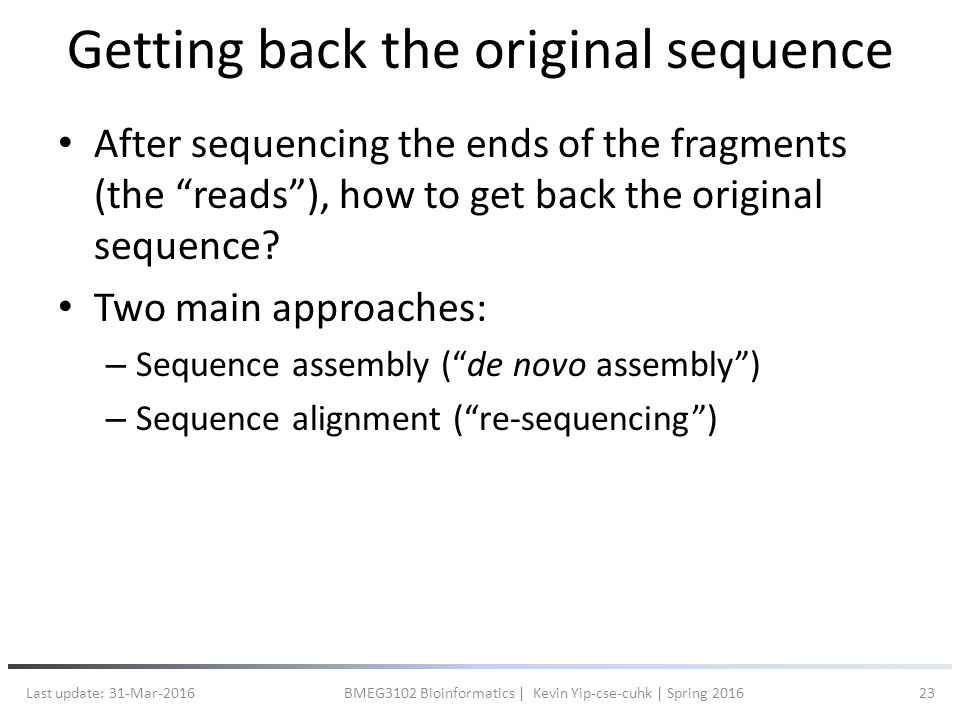 Getting back the original sequence
• After sequencing the ends of the fragments
(the “reads”), how to get back the original
sequence?
• Two main approaches:
– Sequence assembly (“de novo assembly”)
– Sequence alignment (“re-sequencing”)
Last update: 31-Mar-2016 BMEG3102 Bioinformatics | Kevin Yip-cse-cuhk | Spring 2016 23